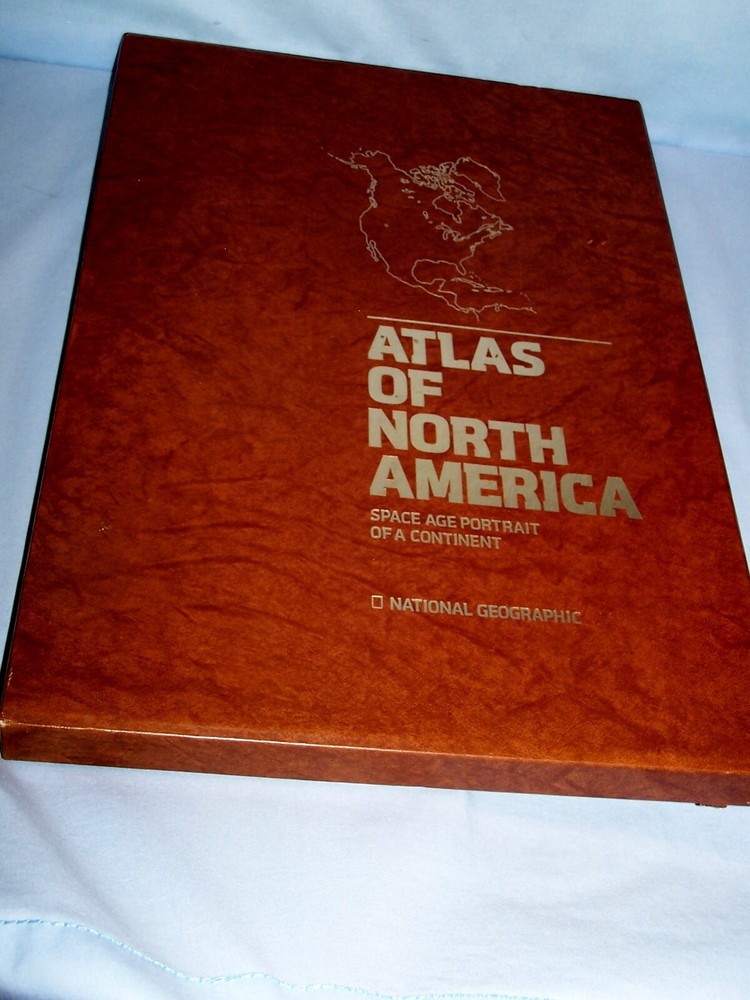 ATLAS
OF
NORTH
AMERICA
SPACE AGE PORTRAIT
OF A CONTINENT
NATIONAL GEOGRAPHIC